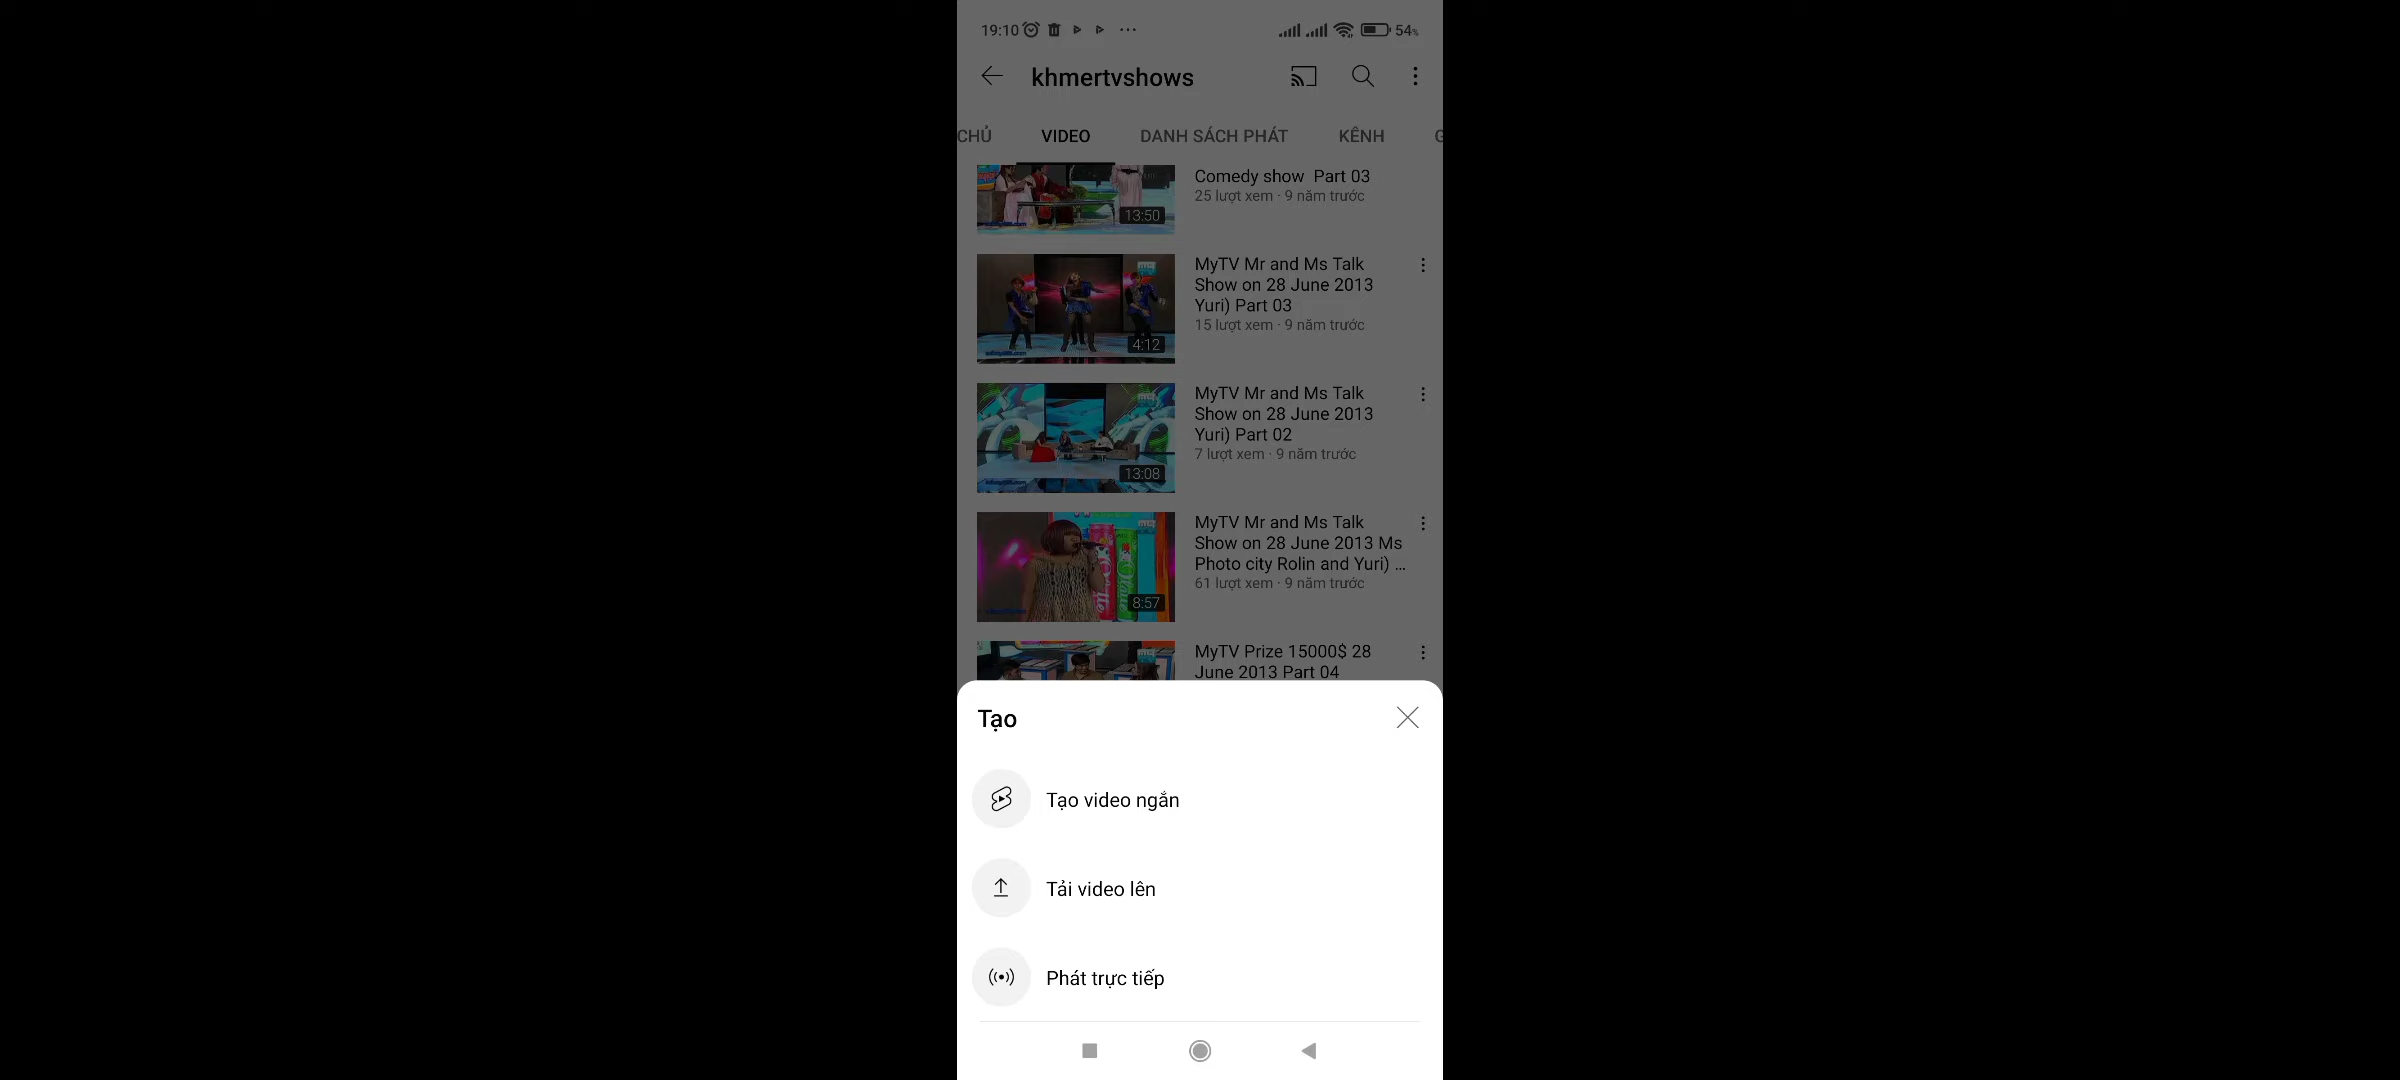 19:10 54%
khmertvshows
CHỦ VIDEO DANH SÁCH PHÁT KÊNH G
Comedy show Part 03
25 lượt xem · 9 năm trước
13:50
MyTV Mr and Ms Talk
Show on 28 June 2013
Yuri) Part 03
15 lượt xem · 9 năm trước
4:12
MyTV Mr and Ms Talk
Show on 28 June 2013
Yuri) Part 02
7 lượt xem · 9 năm trước
13:08
MyTV Mr and Ms Talk
Show on 28 June 2013 Ms
Photo city Rolin and Yuri) ...
61 lượt xem · 9 năm trước
8:57
MyTV Prize 15000$ 28
June 2013 Part 04
Tạo
Tạo video ngắn
Tải video lên
Phát trực tiếp